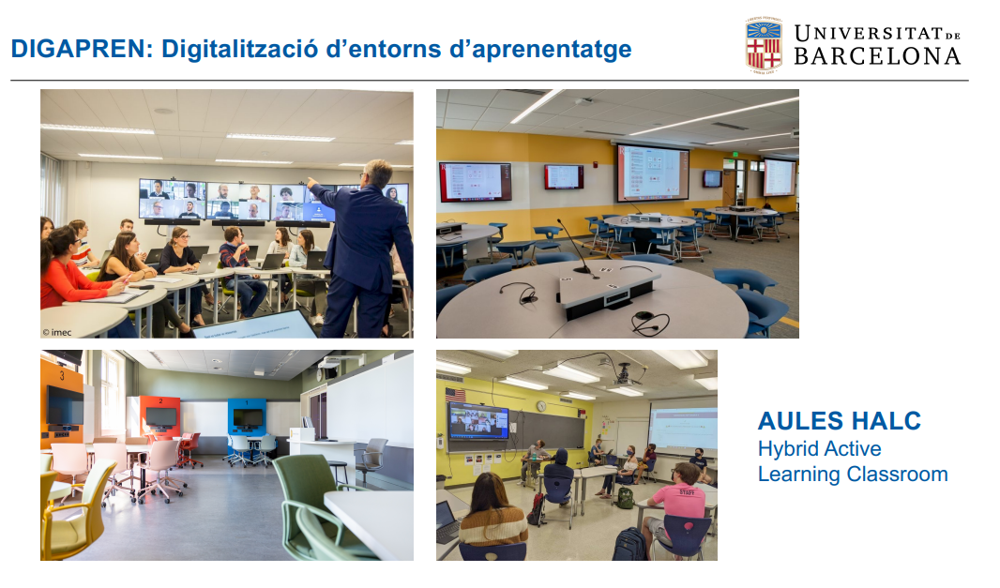 DIGAPREN: Digitalització d’entorns d’aprenentatge
UNIVERSITAT DE
BARCELONA
© imec
3
2
1
STAFF
AULES HALC
Hybrid Active
Learning Classroom